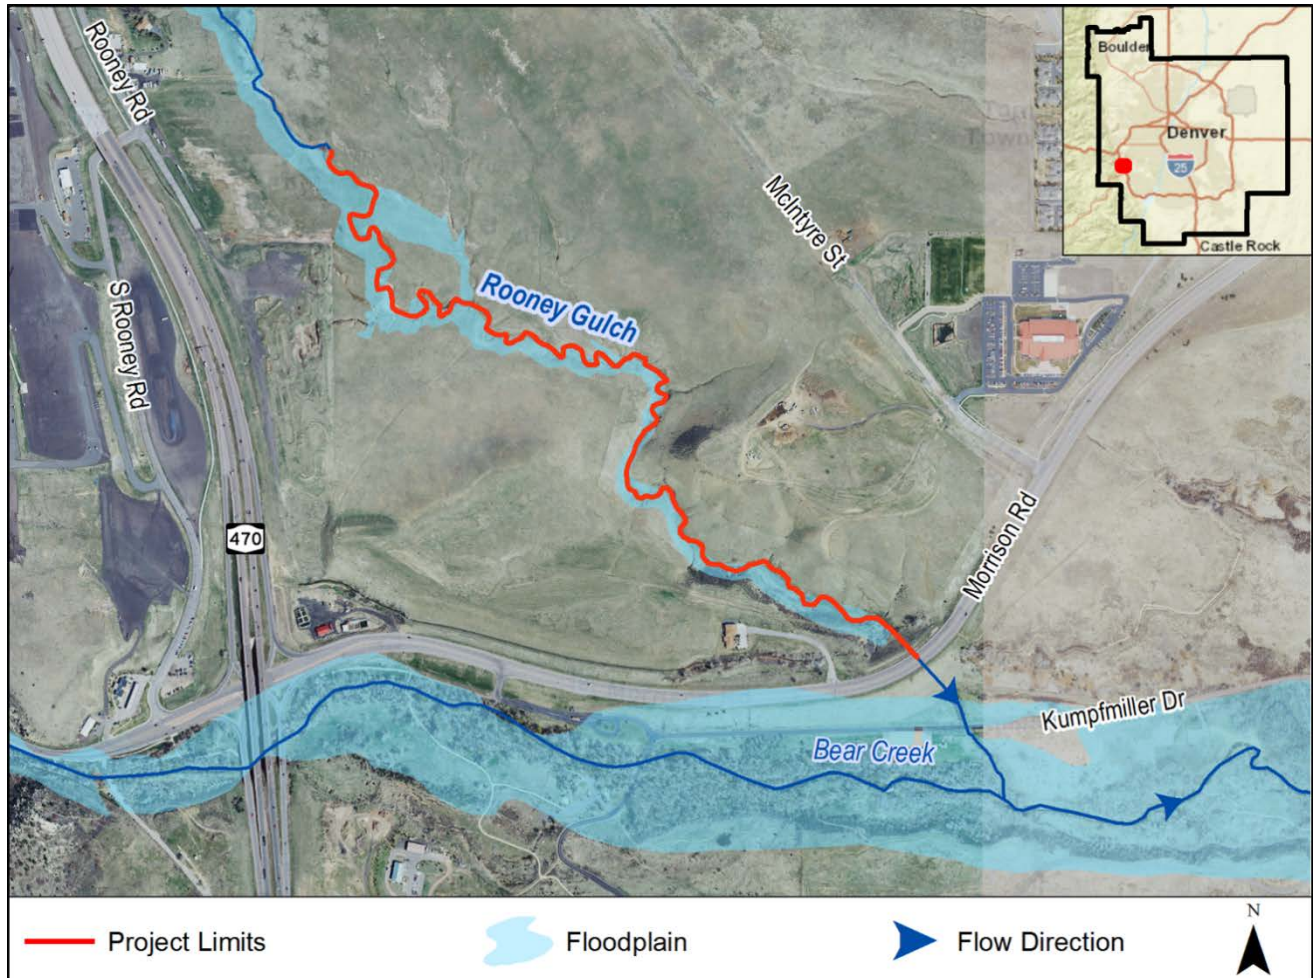 Rooney Rd
Boulder
Denver
25
Castle Rock
McIntyre St
Rooney Gulch
S Rooney Rd
470
Morrison Rd
Kumpfmiller Dr
Bear Creek
N
Project Limits
Floodplain
Flow Direction